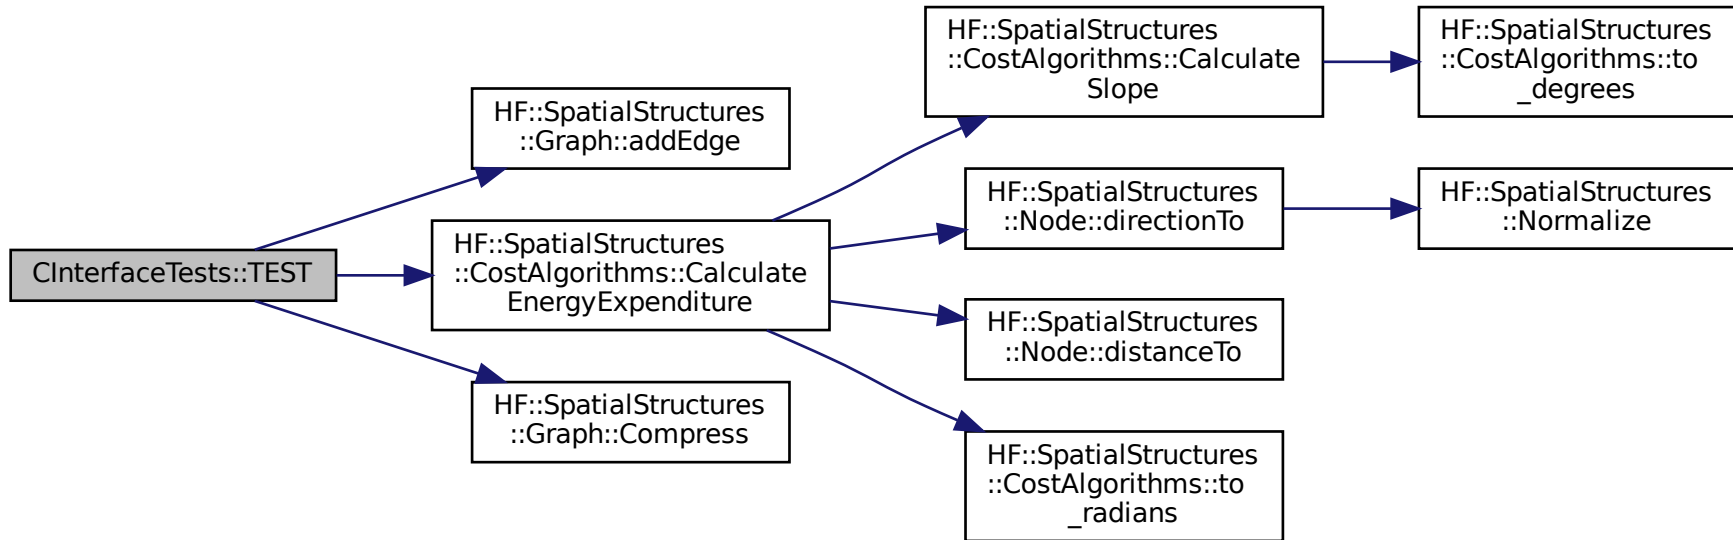 CInterfaceTests::TEST
HF::SpatialStructures
::Graph::addEdge
HF::SpatialStructures
::CostAlgorithms::Calculate
EnergyExpenditure
HF::SpatialStructures
::Graph::Compress
HF::SpatialStructures
::CostAlgorithms::Calculate
Slope
HF::SpatialStructures
::Node::directionTo
HF::SpatialStructures
::Node::distanceTo
HF::SpatialStructures
::CostAlgorithms::to
_radians
HF::SpatialStructures
::CostAlgorithms::to
_degrees
HF::SpatialStructures
::Normalize